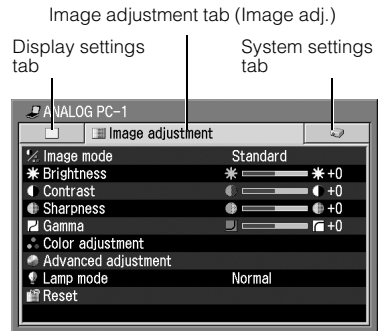 Image adjustment tab (Image adj.)
Display settings tab
System settings tab
ANALOG PC-1
Image adjustment
Image mode Standard
Brightness +0
Contrast +0
Sharpness +0
Gamma +0
Color adjustment
Advanced adjustment
Lamp mode Normal
Reset